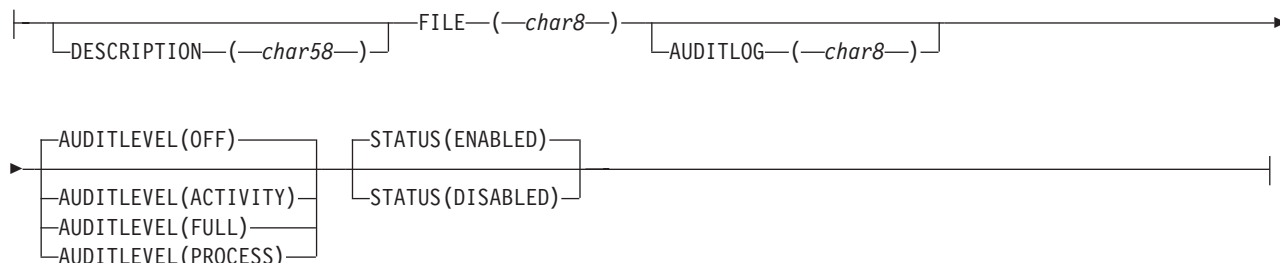 FILE ( char8 )
DESCRIPTION ( char58 )
AUDITLOG ( char8 )
AUDITLEVEL(OFF)
STATUS(ENABLED)
AUDITLEVEL(ACTIVITY)
STATUS(DISABLED)
AUDITLEVEL(FULL)
AUDITLEVEL(PROCESS)